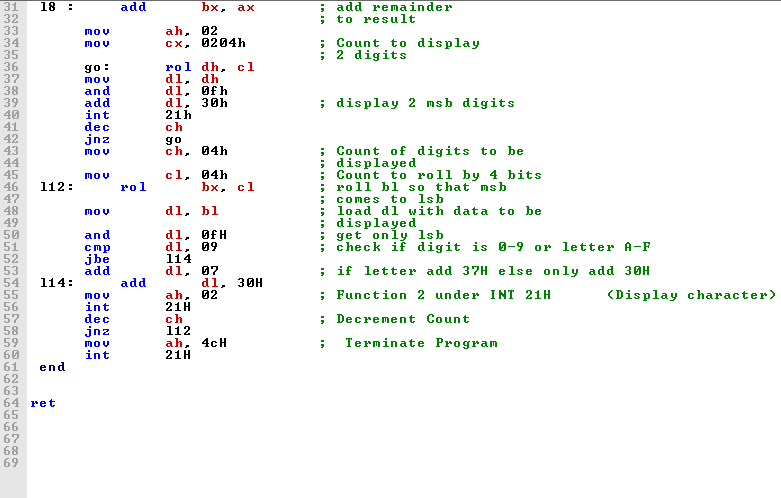 31 l8 : add bx, ax ; add remainder
32 ; to result
33 mov ah, 02
34 mov cx, 0204h ; Count to display
35 ; 2 digits
36 go: rol dh, cl
37 mov dl, dh
38 and dl, 0fh
39 add dl, 30h ; display 2 msb digits
40 int 21h
41 dec ch
42 jnz go
43 mov ch, 04h ; Count of digits to be
44 ; displayed
45 mov cl, 04h ; Count to roll by 4 bits
46 l12: rol bx, cl ; roll bl so that msb
47 ; comes to lsb
48 mov dl, bl ; load dl with data to be
49 ; displayed
50 and dl, 0fH ; get only lsb
51 cmp dl, 09 ; check if digit is 0-9 or letter A-F
52 jbe l14
53 add dl, 07 ; if letter add 37H else only add 30H
54 l14: add dl, 30H
55 mov ah, 02 ; Function 2 under INT 21H (Display character)
56 int 21H
57 dec ch ; Decrement Count
58 jnz l12
59 mov ah, 4cH ; Terminate Program
60 int 21H
61 end
62
63
64 ret
65
66
67
68
69